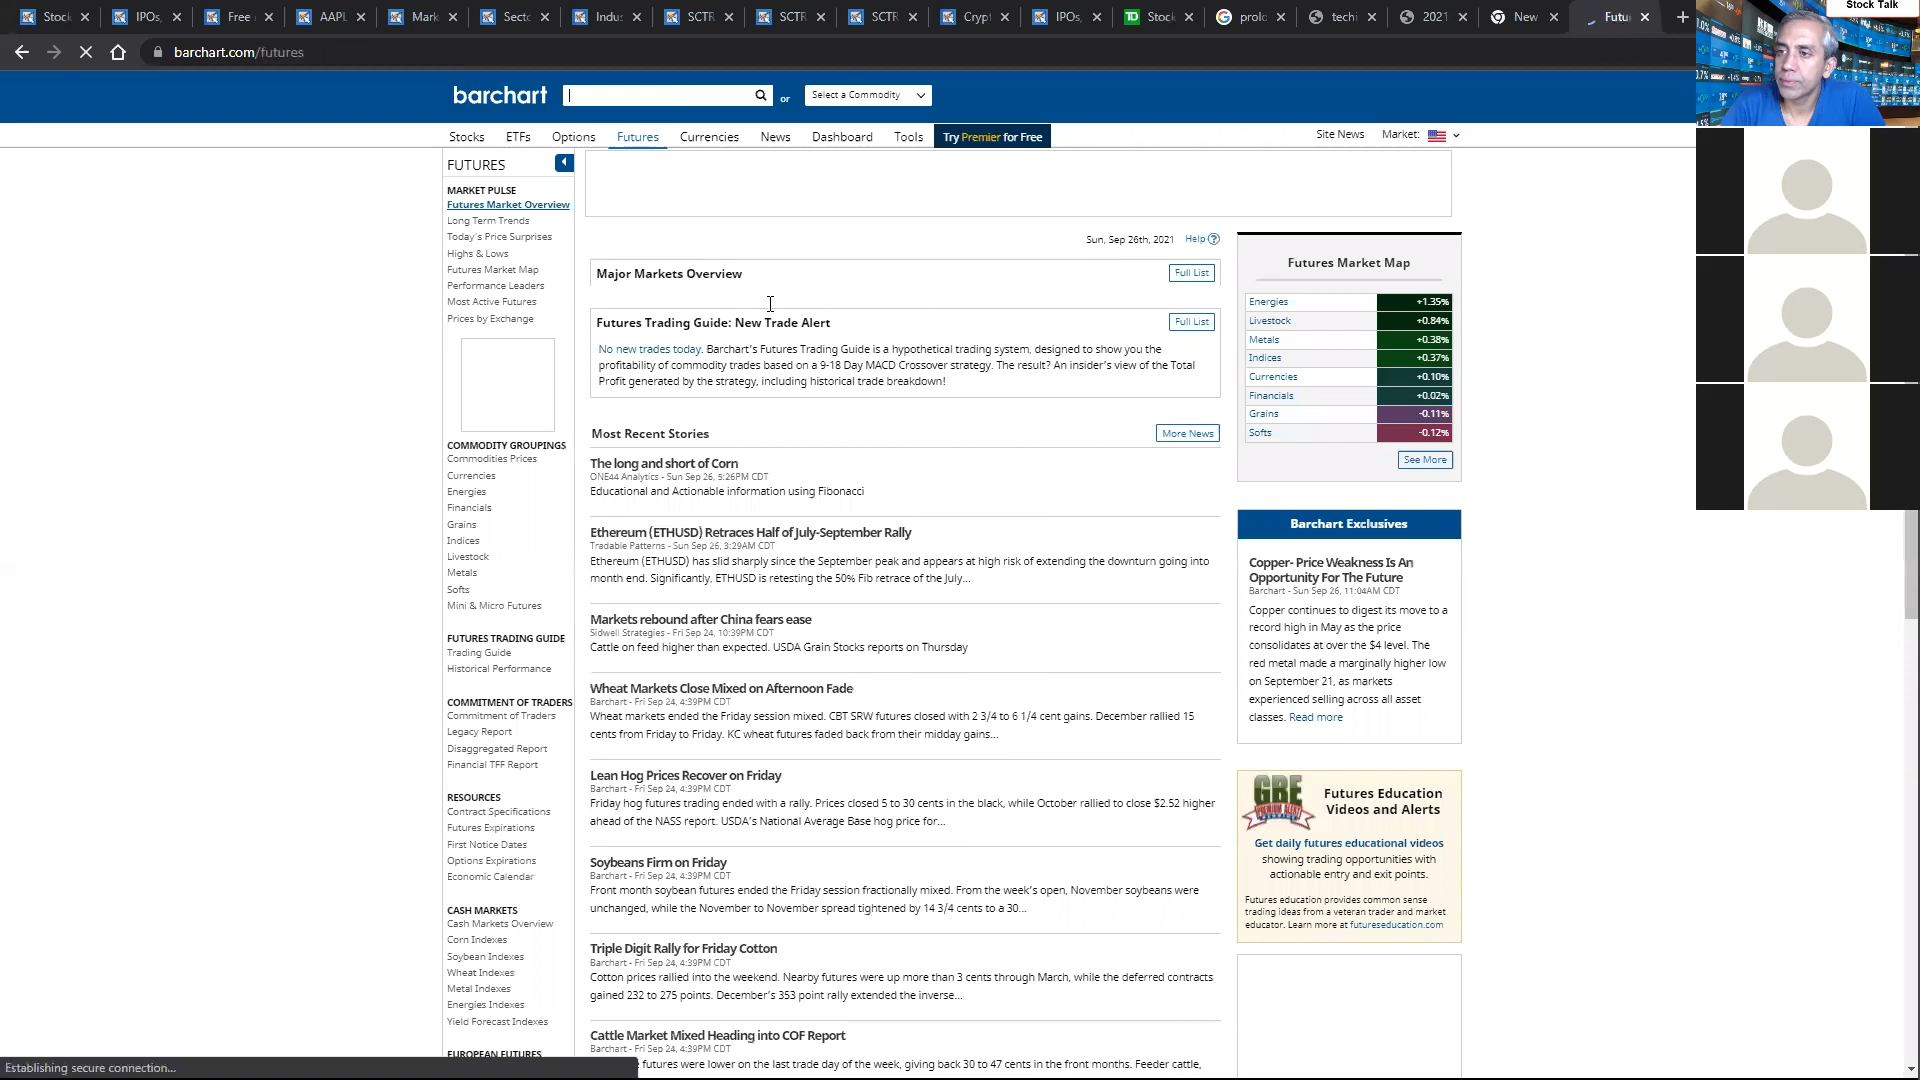 Stock
IPOs,
Free
AAPL
Mark
Secto
Indus
SCTR
SCTR
SCTR
Crypt
IPOs,
Stock
prolo
techi
2021
New
Futu
Stock Talk
barchart.com/futures
barchart
or
Select a Commodity
Stocks
ETFs
Options
Futures
Currencies
News
Dashboard
Tools
Try Premier for Free
Site News
Market:
FUTURES
MARKET PULSE
Futures Market Overview
Long Term Trends
Today's Price Surprises
Highs & Lows
Futures Market Map
Performance Leaders
Most Active Futures
Prices by Exchange
COMMODITY GROUPINGS
Commodities Prices
Currencies
Energies
Financials
Grains
Indices
Livestock
Metals
Softs
Mini & Micro Futures
FUTURES TRADING GUIDE
Trading Guide
Historical Performance
COMMITMENT OF TRADERS
Commitment of Traders
Legacy Report
Disaggregated Report
Financial TFF Report
RESOURCES
Contract Specifications
Futures Expirations
First Notice Dates
Options Expirations
Economic Calendar
CASH MARKETS
Cash Markets Overview
Corn Indexes
Soybean Indexes
Wheat Indexes
Metal Indexes
Energies Indexes
Yield Forecast Indexes
EUROPEAN FUTURES
Sun, Sep 26th, 2021
Help ?
Major Markets Overview
Full List
Futures Trading Guide: New Trade Alert
Full List
No new trades today. Barchart's Futures Trading Guide is a hypothetical trading system, designed to show you the
profitability of commodity trades based on a 9-18 Day MACD Crossover strategy. The result? An insider's view of the Total
Profit generated by the strategy, including historical trade breakdown!
Most Recent Stories
More News
The long and short of Corn
ONE44 Analytics - Sun Sep 26, 5:26PM CDT
Educational and Actionable information using Fibonacci
Ethereum (ETHUSD) Retraces Half of July-September Rally
Tradable Patterns - Sun Sep 26, 3:29AM CDT
Ethereum (ETHUSD) has slid sharply since the September peak and appears at high risk of extending the downturn going into
month end. Significantly, ETHUSD is retesting the 50% Fib retrace of the July...
Markets rebound after China fears ease
Sidwell Strategies - Fri Sep 24, 10:39PM CDT
Cattle on feed higher than expected. USDA Grain Stocks reports on Thursday
Wheat Markets Close Mixed on Afternoon Fade
Barchart - Fri Sep 24, 4:39PM CDT
Wheat markets ended the Friday session mixed. CBT SRW futures closed with 2 3/4 to 6 1/4 cent gains. December rallied 15
cents from Friday to Friday. KC wheat futures faded back from their midday gains...
Lean Hog Prices Recover on Friday
Barchart - Fri Sep 24, 4:39PM CDT
Friday hog futures trading ended with a rally. Prices closed 5 to 30 cents in the black, while October rallied to close $2.52 higher
ahead of the NASS report. USDA's National Average Base hog price for...
Soybeans Firm on Friday
Barchart - Fri Sep 24, 4:39PM CDT
Front month soybean futures ended the Friday session fractionally mixed. From the week's open, November soybeans were
unchanged, while the November to November spread tightened by 14 3/4 cents to a 30...
Triple Digit Rally for Friday Cotton
Barchart - Fri Sep 24, 4:39PM CDT
Cotton prices rallied into the weekend. Nearby futures were up more than 3 cents through March, while the deferred contracts
gained 232 to 275 points. December's 353 point rally extended the inverse...
Cattle Market Mixed Heading into COF Report
Barchart - Fri Sep 24, 4:39PM CDT
futures were lower on the last trade day of the week, giving back 30 to 47 cents in the front months. Feeder cattle,
Futures Market Map
Energies +1.35%
Livestock +0.84%
Metals +0.38%
Indices +0.37%
Currencies +0.10%
Financials +0.02%
Grains -0.11%
Softs -0.12%
See More
Barchart Exclusives
Copper- Price Weakness Is An
Opportunity For The Future
Barchart - Sun Sep 26, 11:04AM CDT
Copper continues to digest its move to a
record high in May as the price
consolidates at over the $4 level. The
red metal made a marginally higher low
on September 21, as markets
experienced selling across all asset
classes. Read more
GBE
Futures Education
Videos and Alerts
Get daily futures educational videos
showing trading opportunities with
actionable entry and exit points.
Futures education provides common sense
trading ideas from a veteran trader and market
educator. Learn more at futureseducation.com
Establishing secure connection...